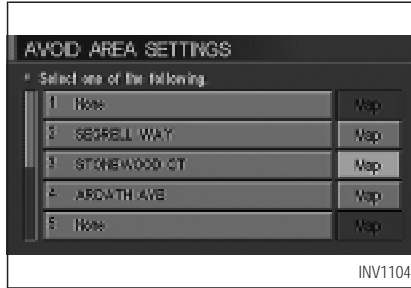 AVOID AREA SETTINGS
Select one of the following.
1 None Map
2 SEGRELL WAY Map
3 STONEWOOD CT Map
4 ARDATH AVE Map
5 None Map
INV1104